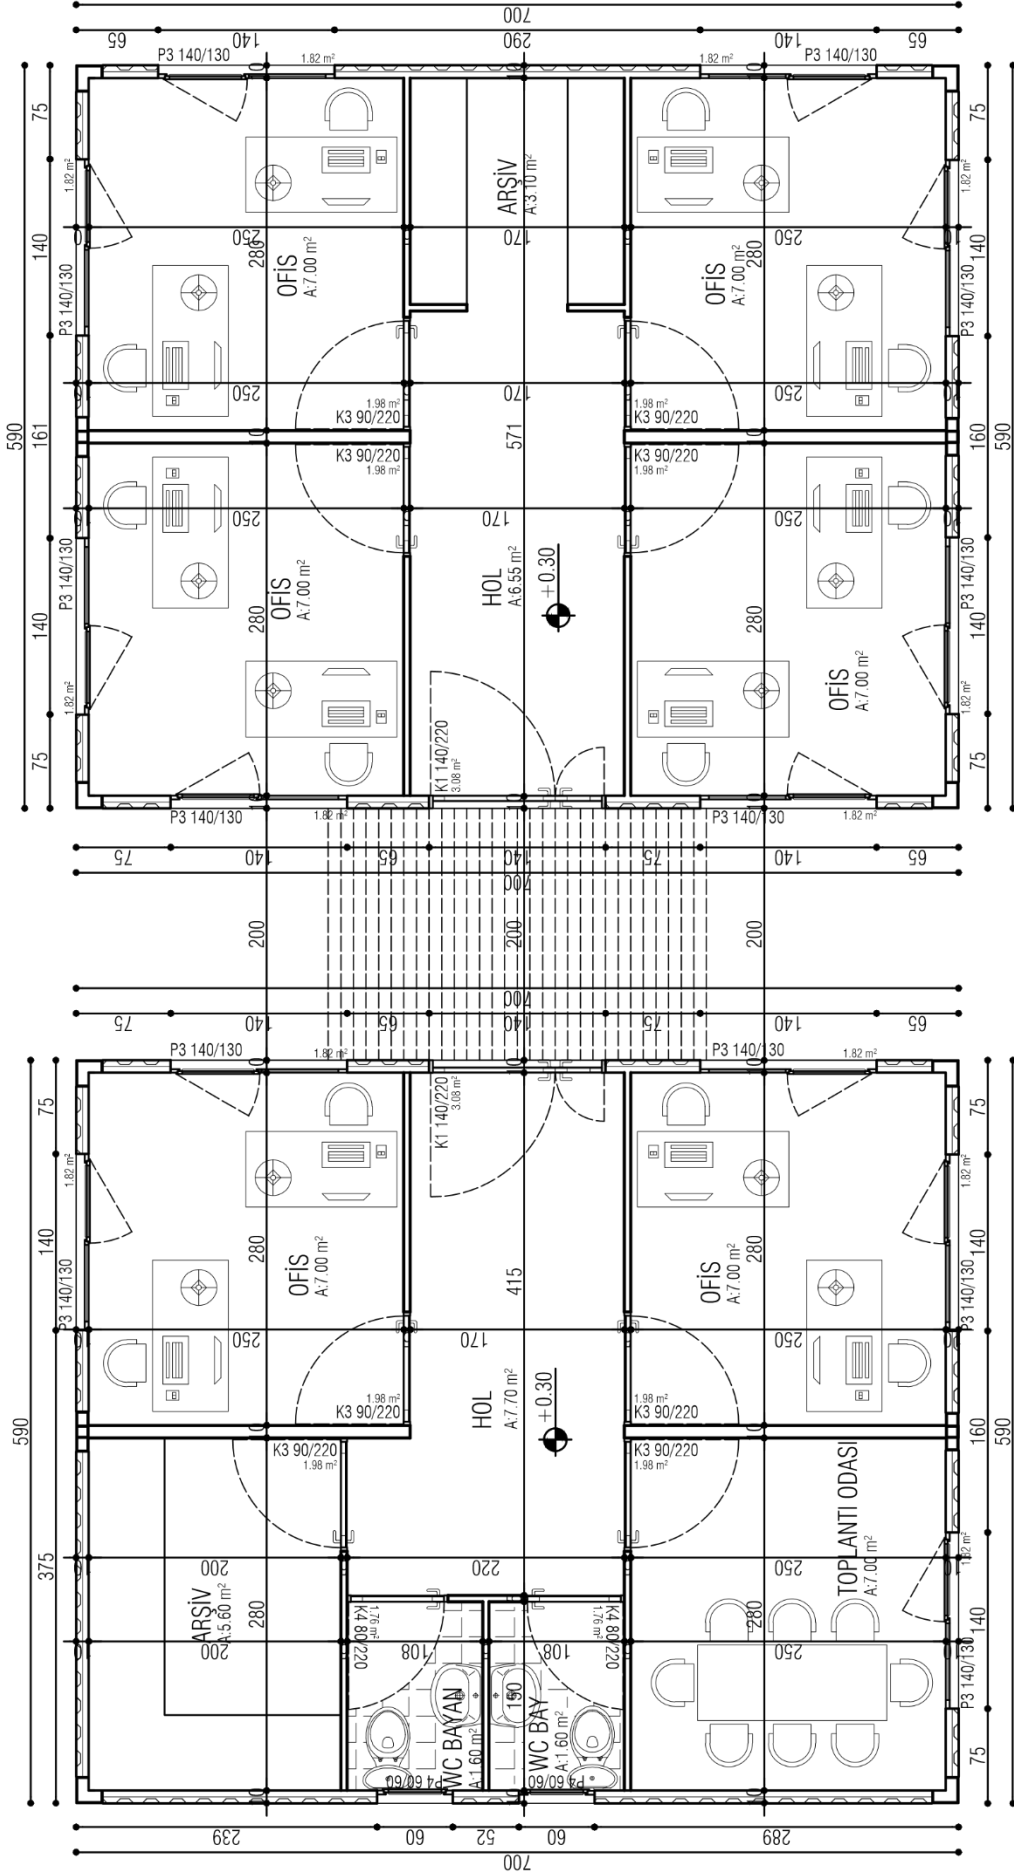 700
65
140
290
140
65
P3 140/130
1.82 m²
1.82 m²
P3 140/130
590
75
140
161
140
75
1.82 m²
P3 140/130
P3 140/130
1.82 m²
250
280
OFİS
A:7.00 m²
250
1.98 m²
K3 90/220
ARŞİV
A:3.10 m²
170
170
571
250
280
OFİS
A:7.00 m²
250
1.98 m²
K3 90/220
1.82 m²
P3 140/130
75
140
160
140
75
590
K3 90/220
1.98 m²
250
OFİS
A:7.00 m²
280
170
HOL
A:6.55 m²
+0.30
K1 140/220
3.08 m²
K3 90/220
1.98 m²
250
280
OFİS
A:7.00 m²
P3 140/130
1.82 m²
P3 140/130
1.82 m²
P3 140/130
1.82 m²
75
140
65
140
75
140
65
700
200
200
200
700
75
140
65
140
75
140
65
P3 140/130
1.82 m²
P3 140/130
1.82 m²
590
75
140
375
1.82 m²
P3 140/130
280
OFİS
A:7.00 m²
250
1.98 m²
K3 90/220
K1 140/220
3.08 m²
415
170
HOL
A:7.70 m²
+0.30
280
OFİS
A:7.00 m²
250
1.98 m²
K3 90/220
1.82 m²
P3 140/130
75
140
160
140
75
590
K3 90/220
1.98 m²
200
ARŞİV
A:5.60 m²
280
200
220
K4 80/220
1.76 m²
108
WC BAYAN
A:1.60 m²
P4 60/60
K4 80/220
1.76 m²
108
150
WC BAY
A:1.60 m²
P4 60/60
K3 90/220
1.98 m²
TOPLANTI ODASI
A:7.00 m²
250
280
250
1.82 m²
P3 140/130
239
60
52
60
289
700